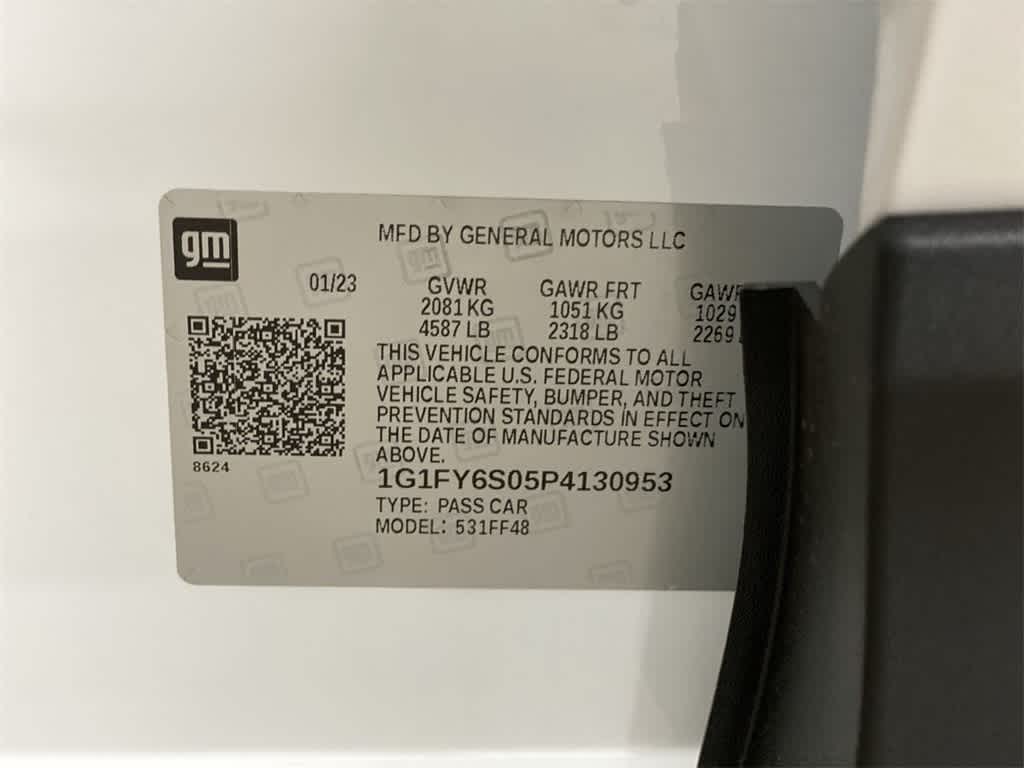 gm
MFD BY GENERAL MOTORS LLC
01/23 GVWR GAWR FRT
2081 KG 1051 KG 1029
4587 LB 2318 LB 2269
THIS VEHICLE CONFORMS TO ALL
APPLICABLE U.S. FEDERAL MOTOR
VEHICLE SAFETY, BUMPER, AND THEFT
PREVENTION STANDARDS IN EFFECT ON
THE DATE OF MANUFACTURE SHOWN
ABOVE.
8624
1G1FY6S05P4130953
TYPE: PASS CAR
MODEL: 531FF48